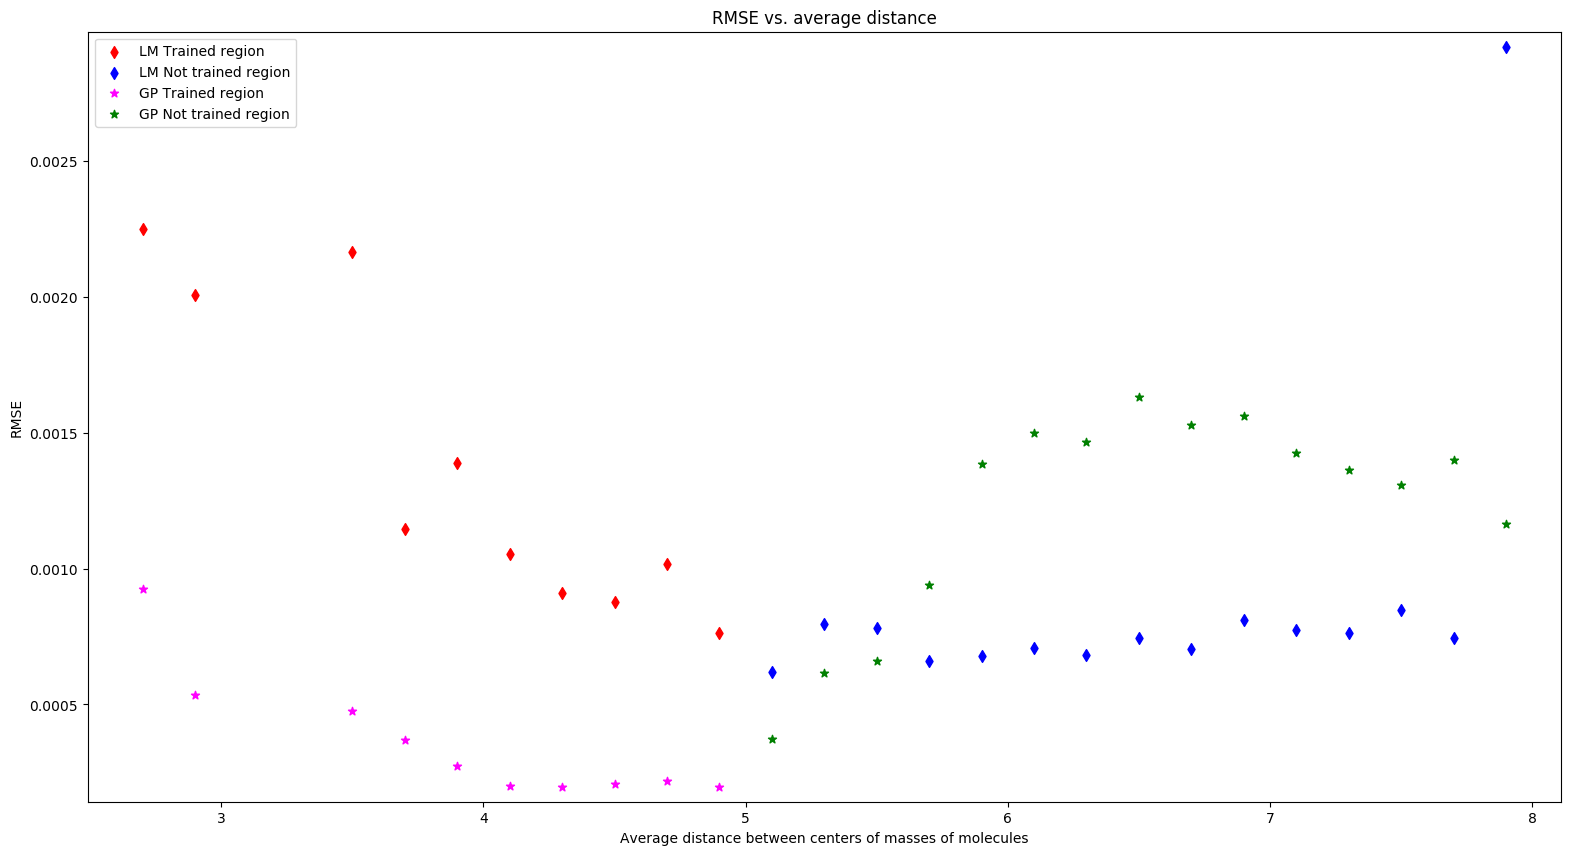 RMSE vs. average distance
LM Trained region
LM Not trained region
GP Trained region
GP Not trained region
0.0025
0.0020
0.0015
0.0010
0.0005
RMSE
3 4 5 6 7 8
Average distance between centers of masses of molecules